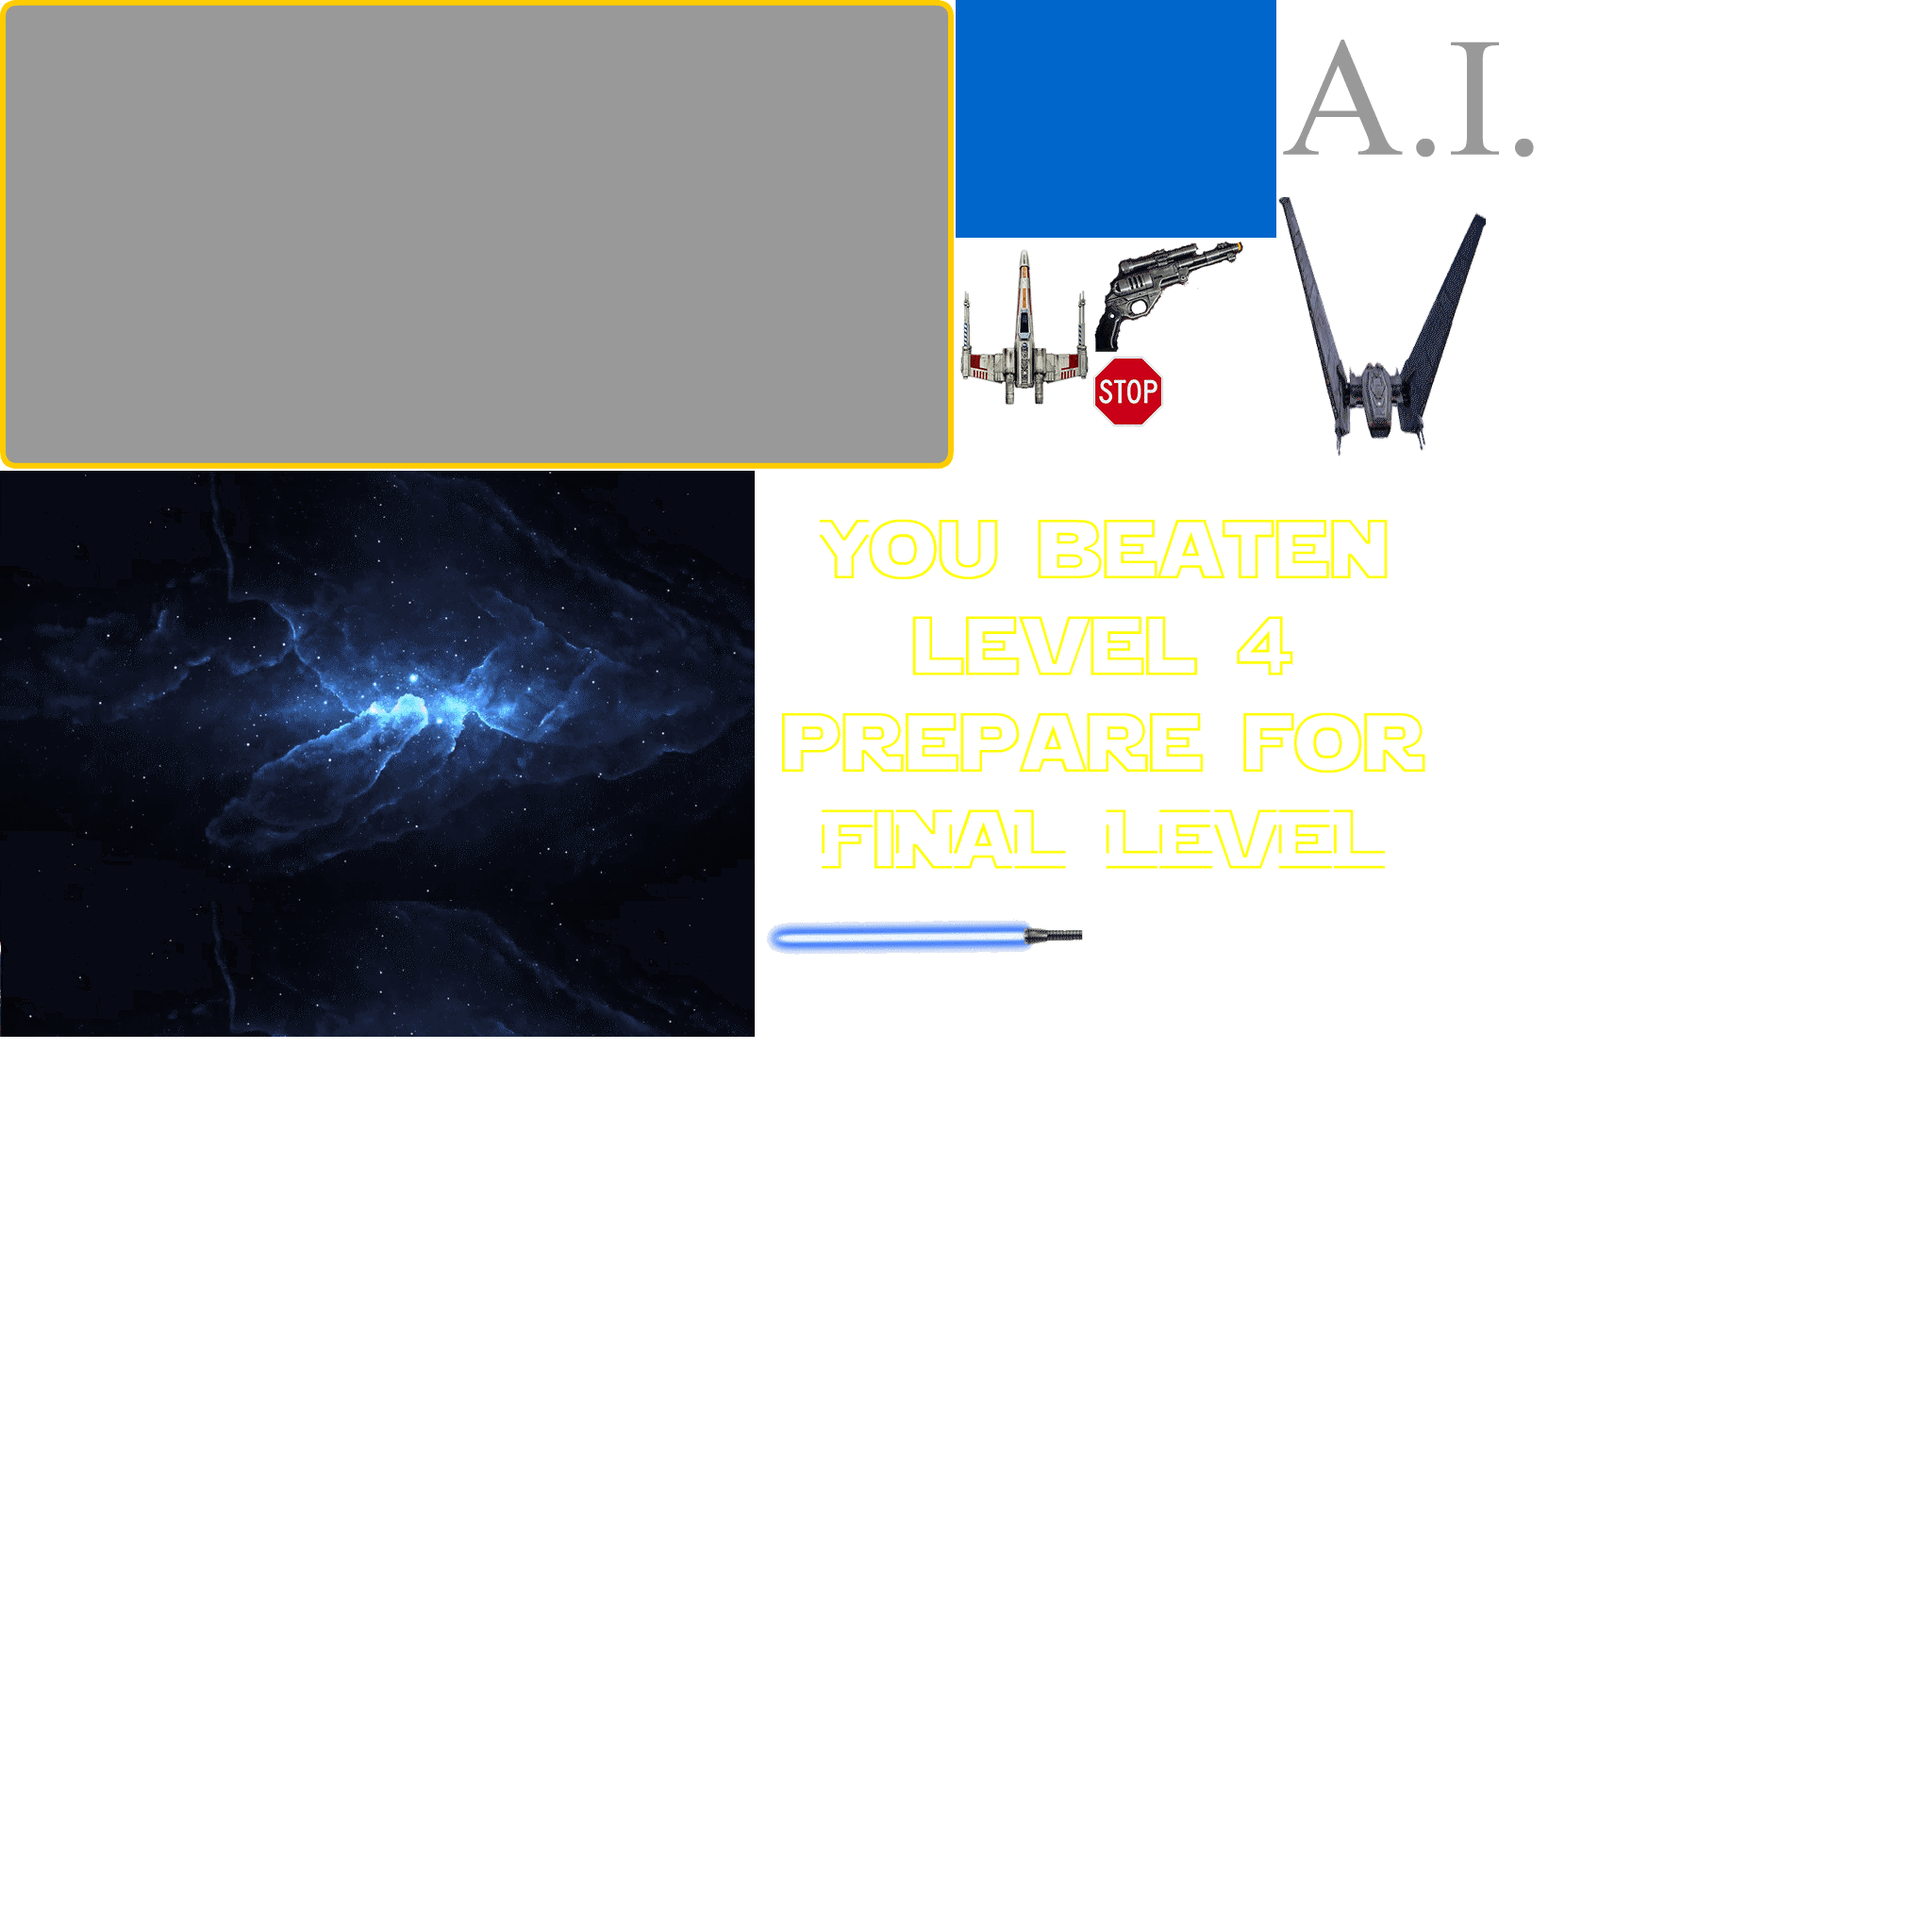 A.I.
STOP
YOU BEATEN
LEVEL 4
PREPARE FOR
FINAL LEVEL